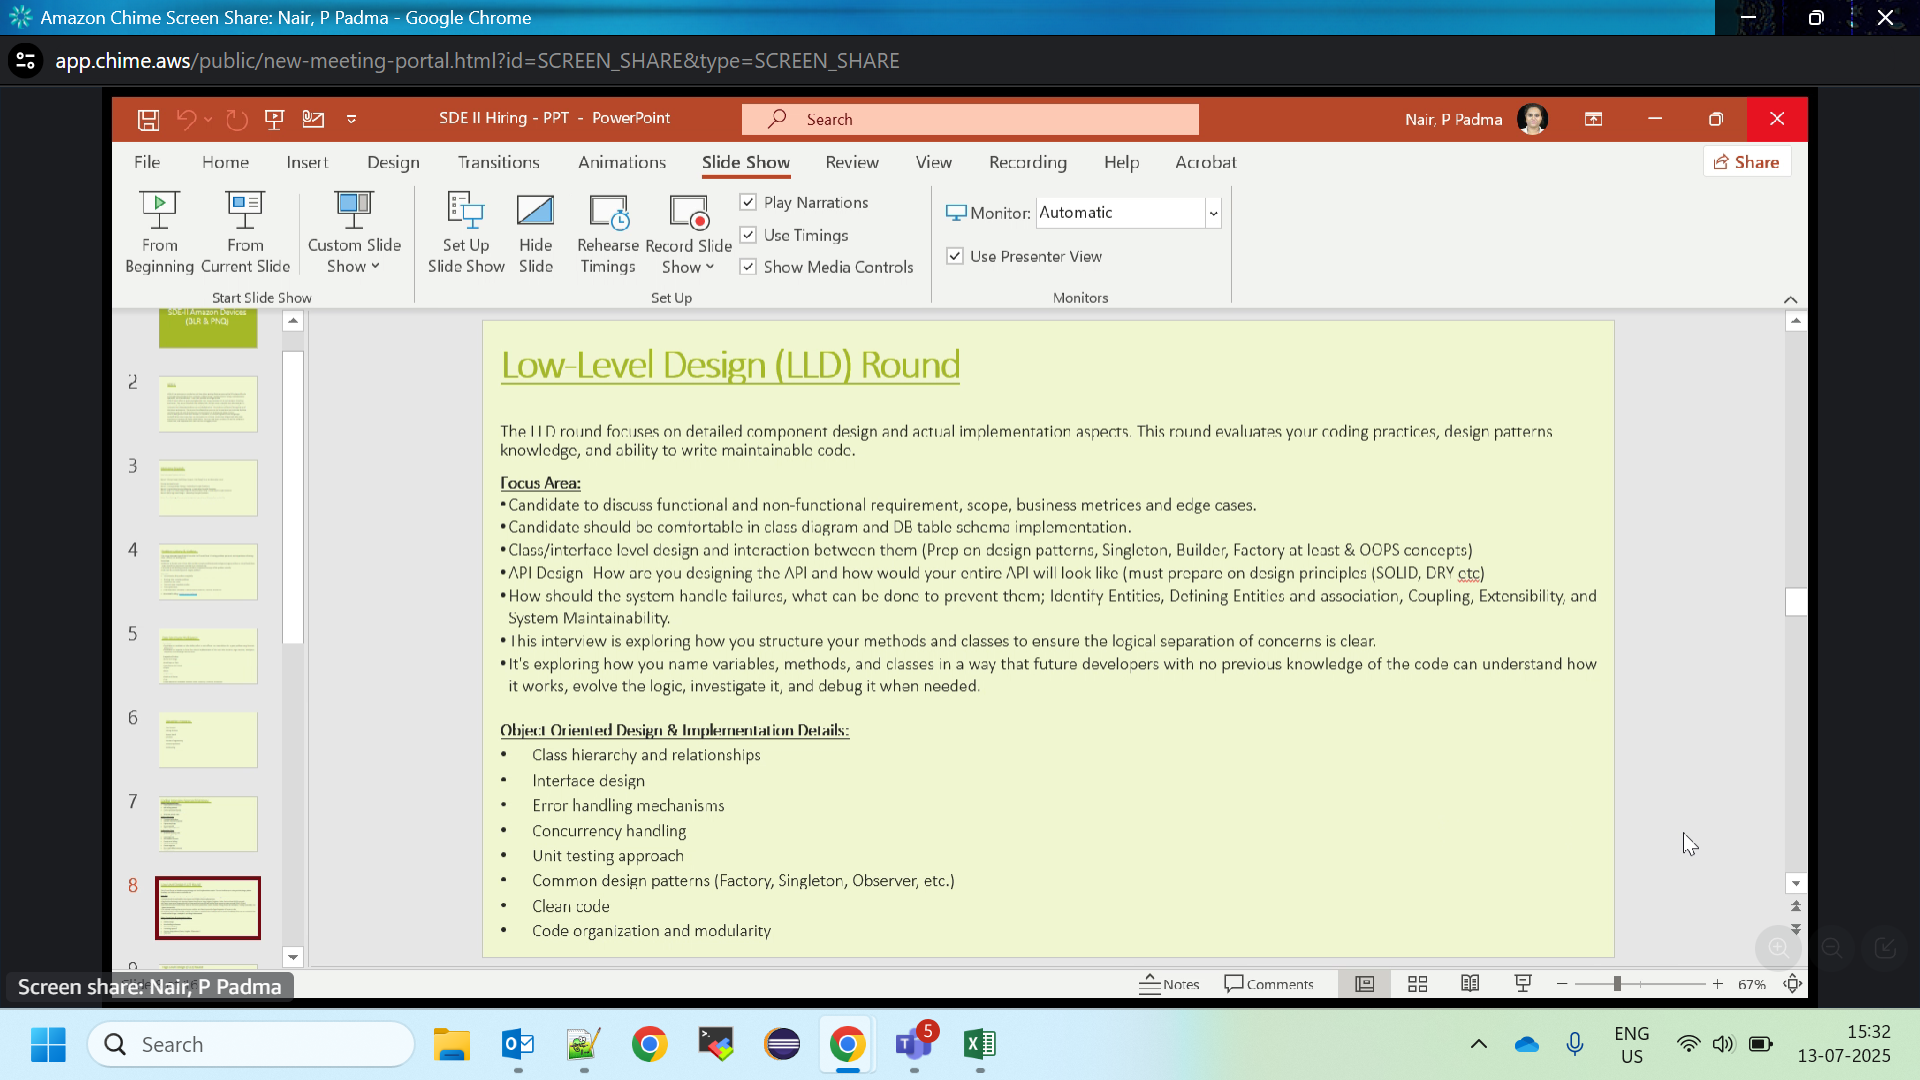 Amazon Chime Screen Share: Nair, P Padma - Google Chrome
app.chime.aws/public/new-meeting-portal.html?id=SCREEN_SHARE&type=SCREEN_SHARE
SDE II Hiring - PPT - PowerPoint
Search
Nair, P Padma
File Home Insert Design Transitions Animations Slide Show Review View Recording Help Acrobat
Share
From Beginning
From Current Slide
Custom Slide Show
Start Slide Show
Set Up Slide Show
Hide Slide
Rehearse Timings
Record Slide Show
Play Narrations
Use Timings
Show Media Controls
Set Up
Monitor: Automatic
Use Presenter View
Monitors
SDE-II Amazon Devices
(BLR & PNQ)
2
3
4
5
6
7
8
9
Low-Level Design (LLD) Round
The LLD round focuses on detailed component design and actual implementation aspects. This round evaluates your coding practices, design patterns
knowledge, and ability to write maintainable code.
Focus Area:
•Candidate to discuss functional and non-functional requirement, scope, business metrices and edge cases.
•Candidate should be comfortable in class diagram and DB table schema implementation.
•Class/interface level design and interaction between them (Prep on design patterns, Singleton, Builder, Factory at least & OOPS concepts)
•API Design- How are you designing the API and how would your entire API will look like (must prepare on design principles (SOLID, DRY etc)
•How should the system handle failures, what can be done to prevent them; Identify Entities, Defining Entities and association, Coupling, Extensibility, and
System Maintainability.
•This interview is exploring how you structure your methods and classes to ensure the logical separation of concerns is clear.
•It's exploring how you name variables, methods, and classes in a way that future developers with no previous knowledge of the code can understand how
it works, evolve the logic, investigate it, and debug it when needed.
Object Oriented Design & Implementation Details:
• Class hierarchy and relationships
• Interface design
• Error handling mechanisms
• Concurrency handling
• Unit testing approach
• Common design patterns (Factory, Singleton, Observer, etc.)
• Clean code
• Code organization and modularity
Screen share: Nair, P Padma
Notes
Comments
67%
Search
5
ENG
US
15:32
13-07-2025